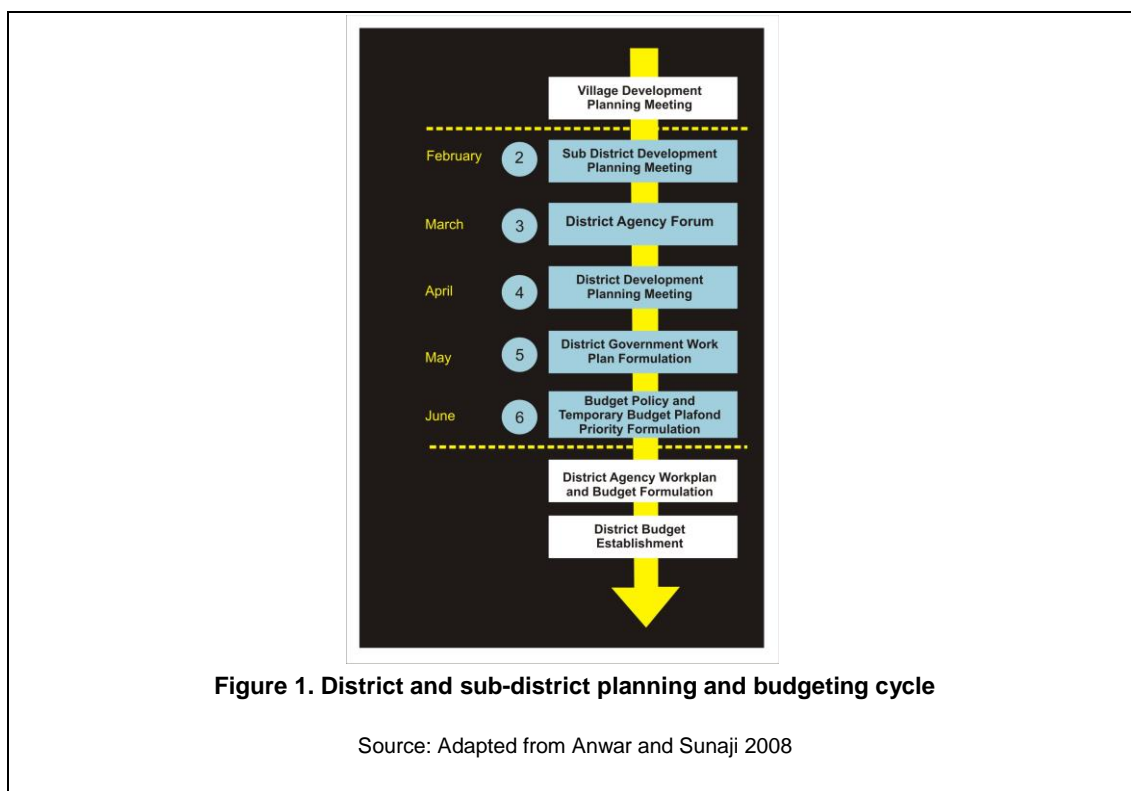 Village Development
Planning Meeting
February
2
Sub District Development
Planning Meeting
March
3
District Agency Forum
April
4
District Development
Planning Meeting
May
5
District Government Work
Plan Formulation
June
6
Budget Policy and
Temporary Budget Plafond
Priority Formulation
District Agency Workplan
and Budget Formulation
District Budget
Establishment
Figure 1. District and sub-district planning and budgeting cycle
Source: Adapted from Anwar and Sunaji 2008